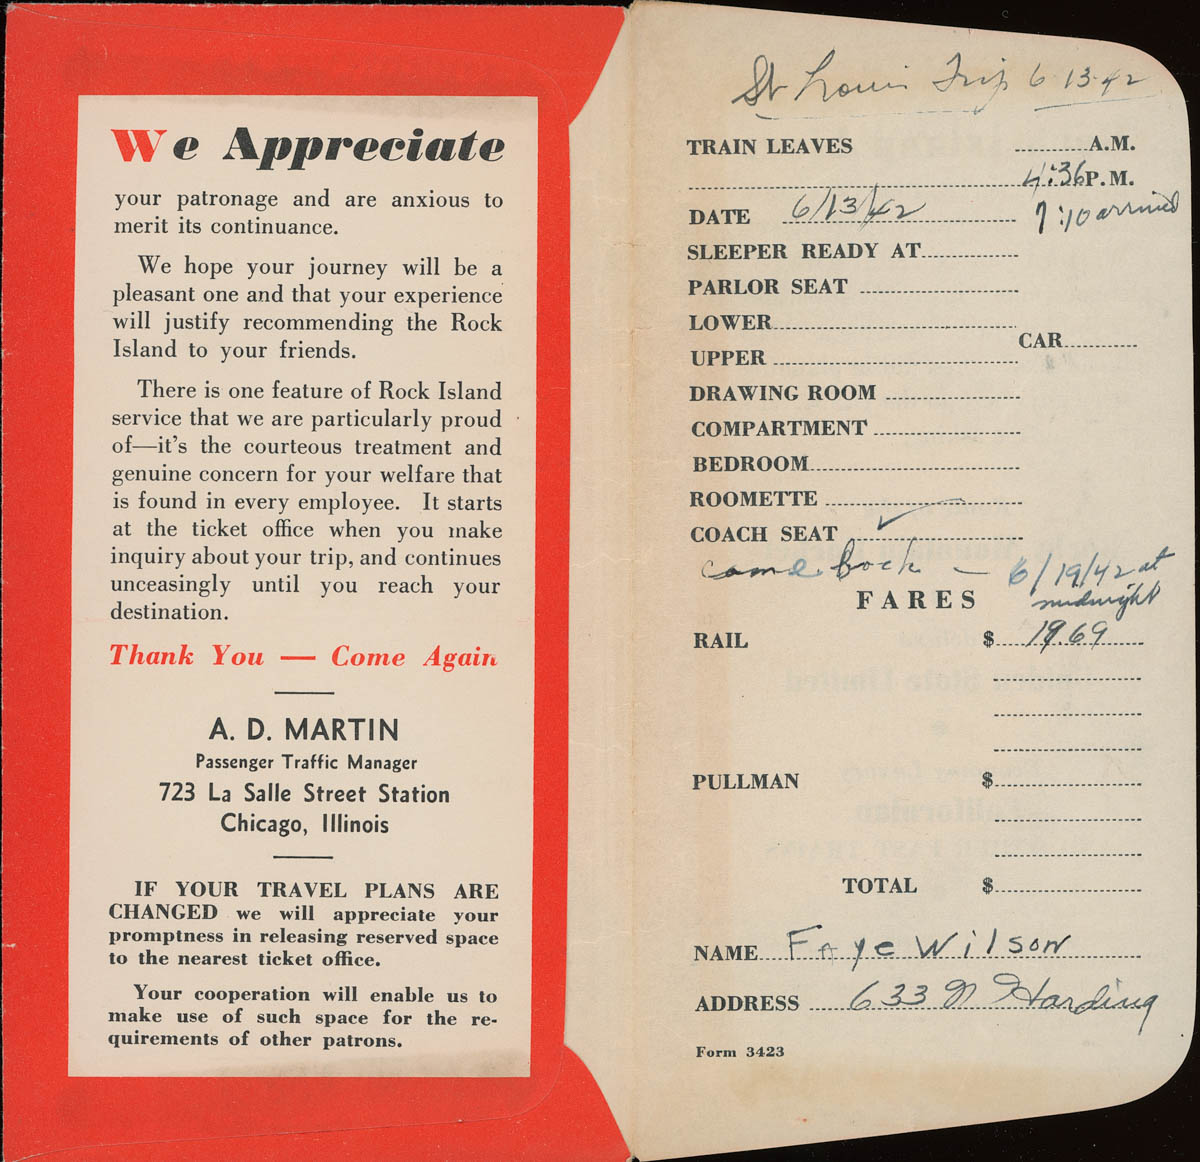 We Appreciate
your patronage and are anxious to
merit its continuance.
We hope your journey will be a
pleasant one and that your experience
will justify recommending the Rock
Island to your friends.
There is one feature of Rock Island
service that we are particularly proud
of—it's the courteous treatment and
genuine concern for your welfare that
is found in every employee. It starts
at the ticket office when you make
inquiry about your trip, and continues
unceasingly until you reach your
destination.
Thank You — Come Again
A. D. MARTIN
Passenger Traffic Manager
723 La Salle Street Station
Chicago, Illinois
IF YOUR TRAVEL PLANS ARE
CHANGED we will appreciate your
promptness in releasing reserved space
to the nearest ticket office.
Your cooperation will enable us to
make use of such space for the re-
quirements of other patrons.
St Louis Trip 6-13-42
TRAIN LEAVES A.M.
4:36 P.M.
DATE 6/13/42 7:10 arrived
SLEEPER READY AT
PARLOR SEAT
LOWER
CAR
UPPER
DRAWING ROOM
COMPARTMENT
BEDROOM
ROOMETTE
COACH SEAT ✓
came back — 6/19/42 at
midnight
FARES
RAIL $ 19 69
PULLMAN $
TOTAL $
NAME Faye Wilson
ADDRESS 633 N Harding
Form 3423